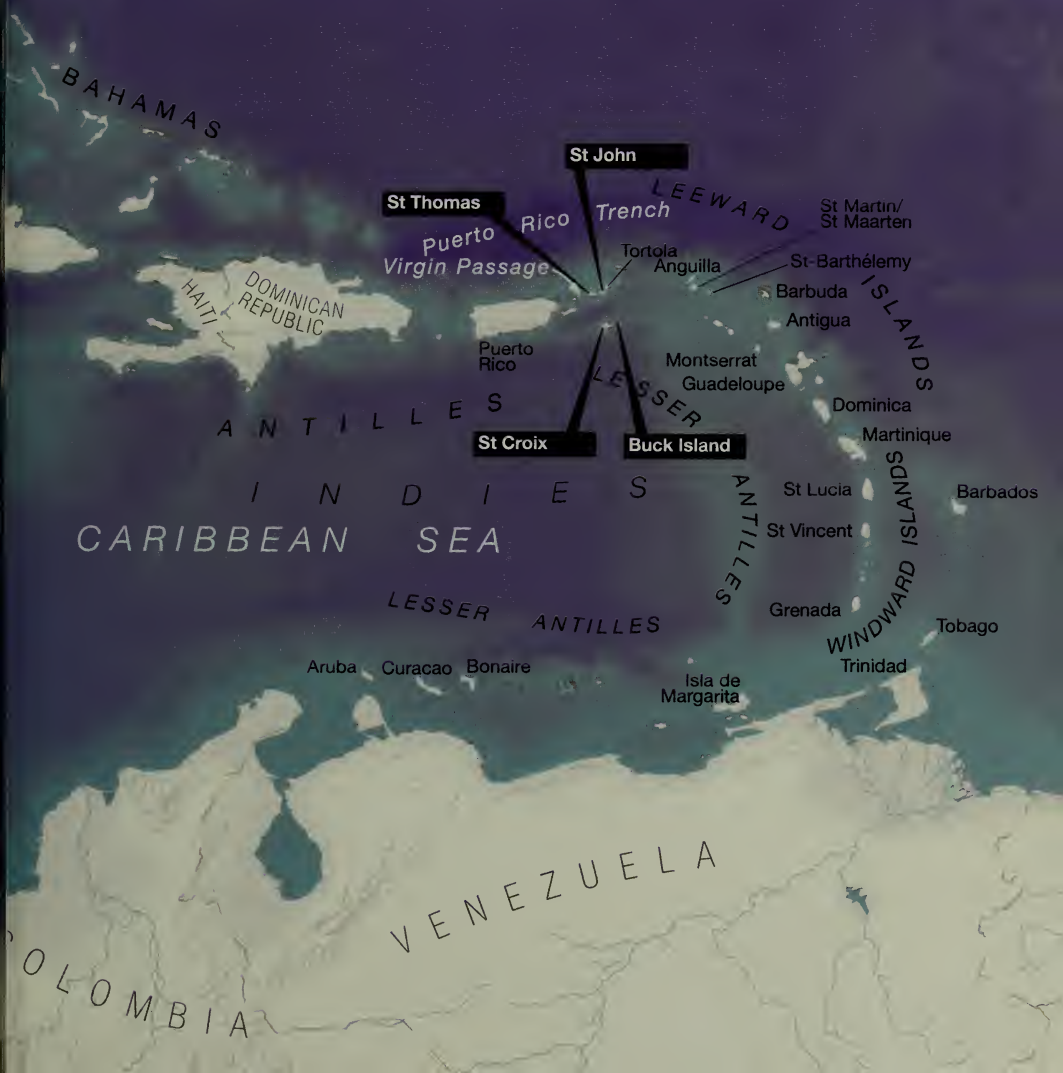 BAHAMAS
St John
St Thomas
LEEWARD
ISLANDS
Puerto Rico Trench
Virgin Passage
St Martin/
St Maarten
Tortola
Anguilla
St-Barthélemy
Barbuda
Antigua
HAITI
DOMINICAN
REPUBLIC
Puerto
Rico
Montserrat
Guadeloupe
LESSER
ANTILLES
Dominica
ANTILLES
St Croix
Buck Island
Martinique
INDIES
St Lucia
WINDWARD ISLANDS
Barbados
CARIBBEAN SEA
St Vincent
LESSER ANTILLES
Grenada
Tobago
Trinidad
Aruba
Curacao
Bonaire
Isla de
Margarita
VENEZUELA
OLOMBIA